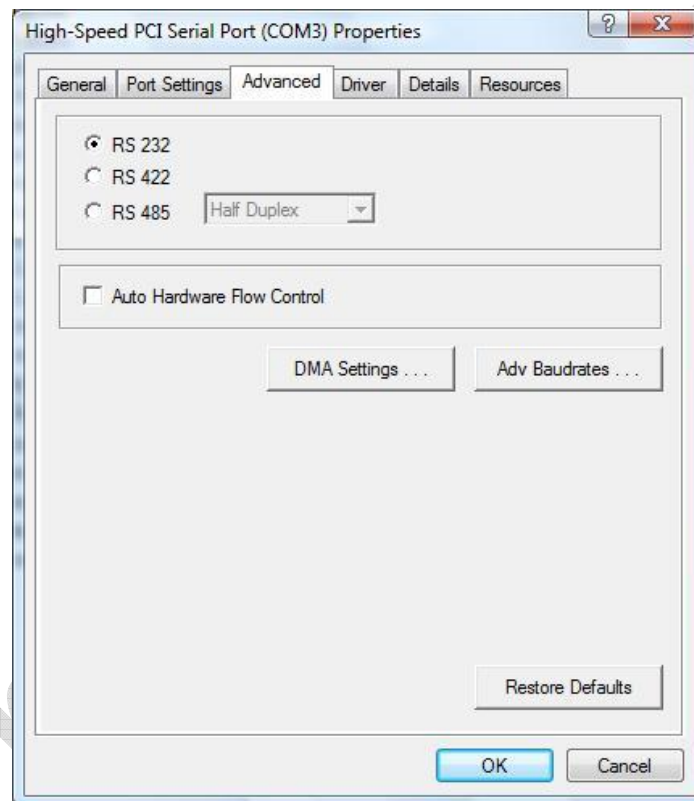 High-Speed PCI Serial Port (COM3) Properties
General Port Settings Advanced Driver Details Resources
RS 232
RS 422
RS 485 Half Duplex
Auto Hardware Flow Control
DMA Settings . . . Adv Baudrates . . .
Restore Defaults
OK Cancel